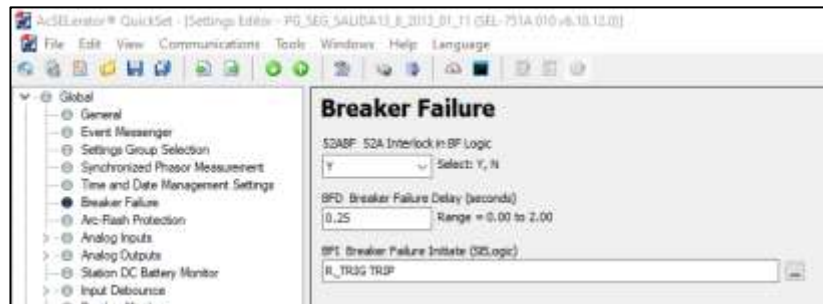 AcSELerator® QuickSet - [Settings Editor - PG_SEG_SALIDA13_8_2013_01_11 (SEL-751A 010 v6.10.12.0)]
File Edit View Communications Tools Windows Help Language
Global
General
Event Messenger
Settings Group Selection
Synchronized Phasor Measurement
Time and Date Management Settings
Breaker Failure
Arc-Flash Protection
Analog Inputs
Analog Outputs
Station DC Battery Monitor
Input Debounce
Breaker Failure
52ABF 52A Interlock in BF Logic
Y
Select: Y, N
BFD Breaker Failure Delay (seconds)
0.25
Range = 0.00 to 2.00
BFI Breaker Failure Initiate (SELogic)
R_TRIG TRIP
...